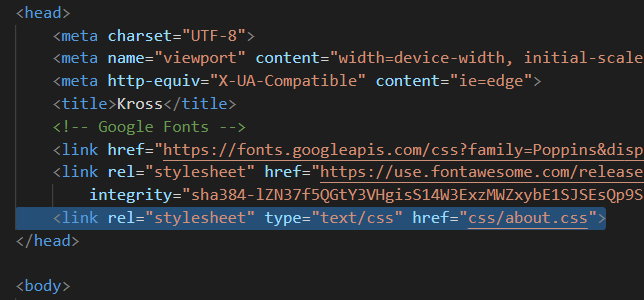 <head>
<meta charset="UTF-8">
<meta name="viewport" content="width=device-width, initial-scale
<meta http-equiv="X-UA-Compatible" content="ie=edge">
<title>Kross</title>
<!-- Google Fonts -->
<link href="https://fonts.googleapis.com/css?family=Poppins&disp
<link rel="stylesheet" href="https://use.fontawesome.com/release
integrity="sha384-lZN37f5QGtY3VHgisS14W3ExzMWZxybE1SJSEsQp9S
<link rel="stylesheet" type="text/css" href="css/about.css">
</head>
<body>